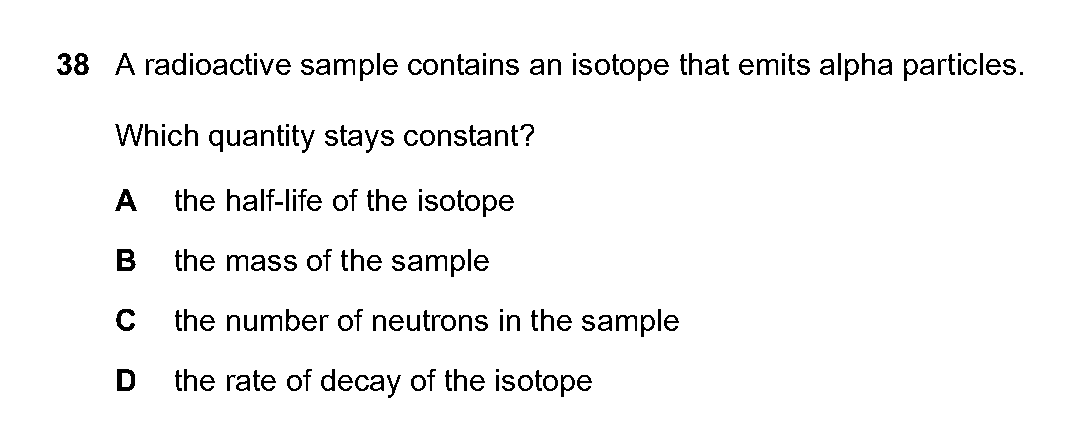 38 A radioactive sample contains an isotope that emits alpha particles.
Which quantity stays constant?
A the half-life of the isotope
B the mass of the sample
C the number of neutrons in the sample
D the rate of decay of the isotope